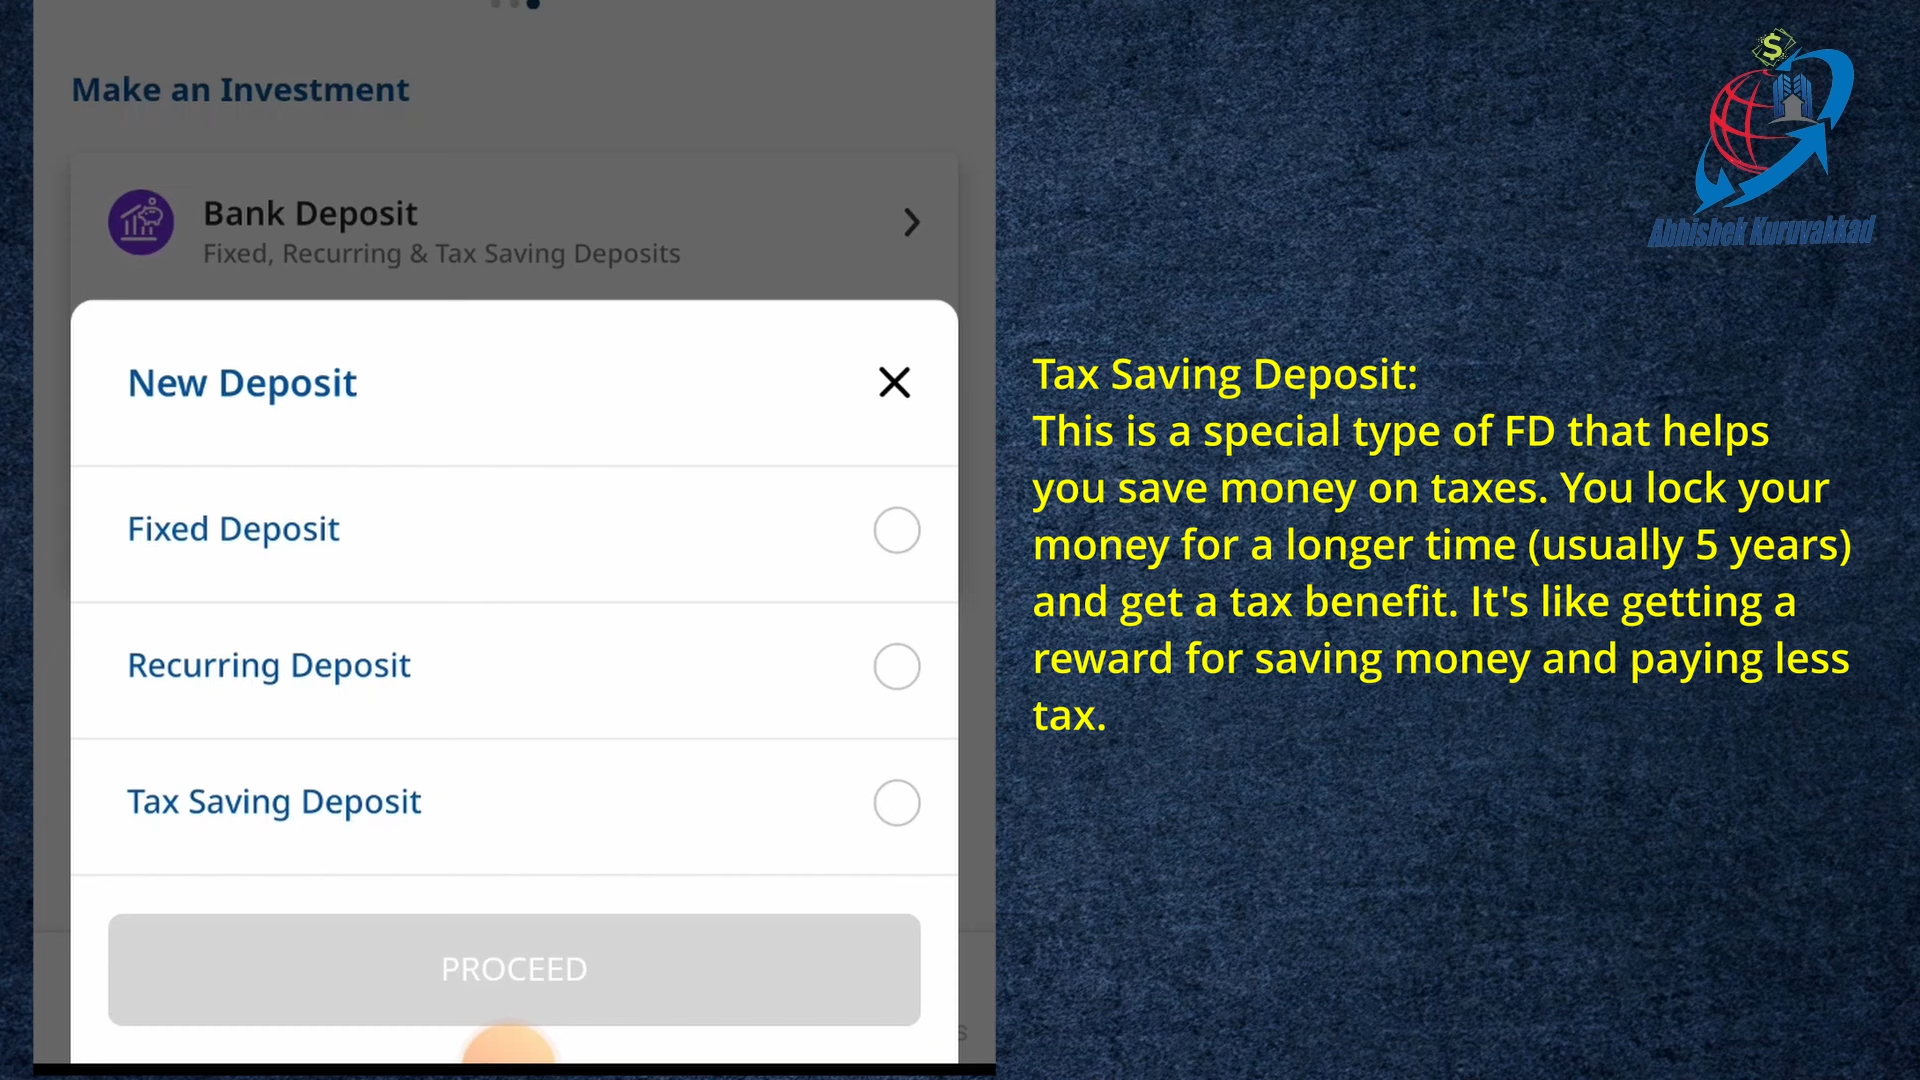 Make an Investment
Bank Deposit
Fixed, Recurring & Tax Saving Deposits
New Deposit
Fixed Deposit
Recurring Deposit
Tax Saving Deposit
PROCEED
$
Abhishek Kuruvakkad
Tax Saving Deposit:
This is a special type of FD that helps
you save money on taxes. You lock your
money for a longer time (usually 5 years)
and get a tax benefit. It's like getting a
reward for saving money and paying less
tax.